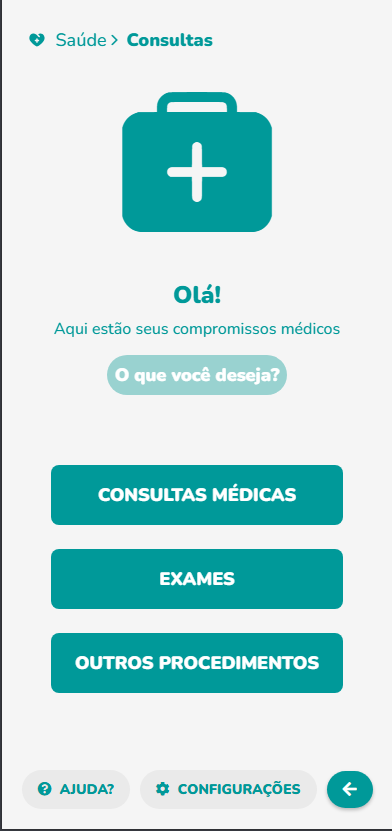 Saúde > Consultas
Olá!
Aqui estão seus compromissos médicos
O que você deseja?
CONSULTAS MÉDICAS
EXAMES
OUTROS PROCEDIMENTOS
? AJUDA? CONFIGURAÇÕES